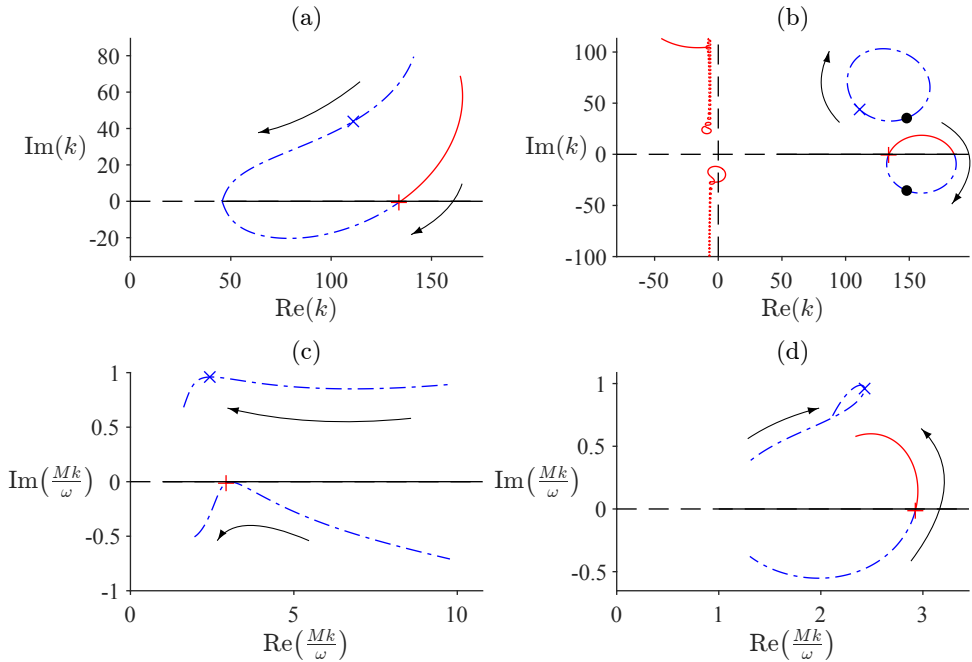 (a)
80
60
40
20
0
-20
Im(k)
0 50 100 150
Re(k)
(b)
100
50
0
-50
-100
Im(k)
-50 0 50 100 150
Re(k)
(c)
1
0.5
0
-0.5
-1
Im(Mk/ω)
0 5 10
Re(Mk/ω)
(d)
1
0.5
0
-0.5
Im(Mk/ω)
0 1 2 3
Re(Mk/ω)